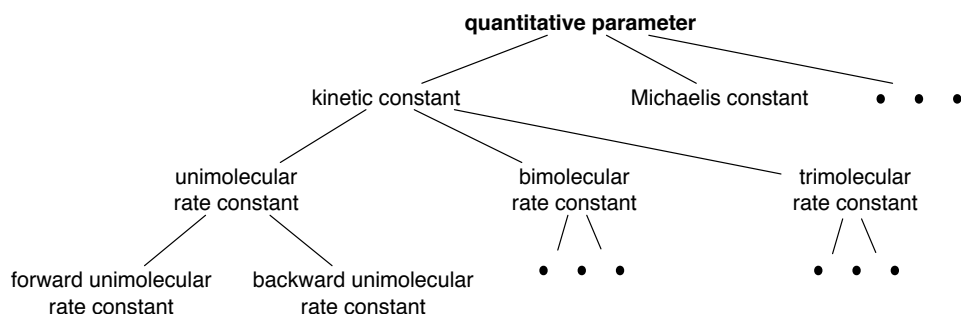 quantitative parameter
kinetic constant
Michaelis constant
unimolecular
rate constant
bimolecular
rate constant
trimolecular
rate constant
forward unimolecular
rate constant
backward unimolecular
rate constant